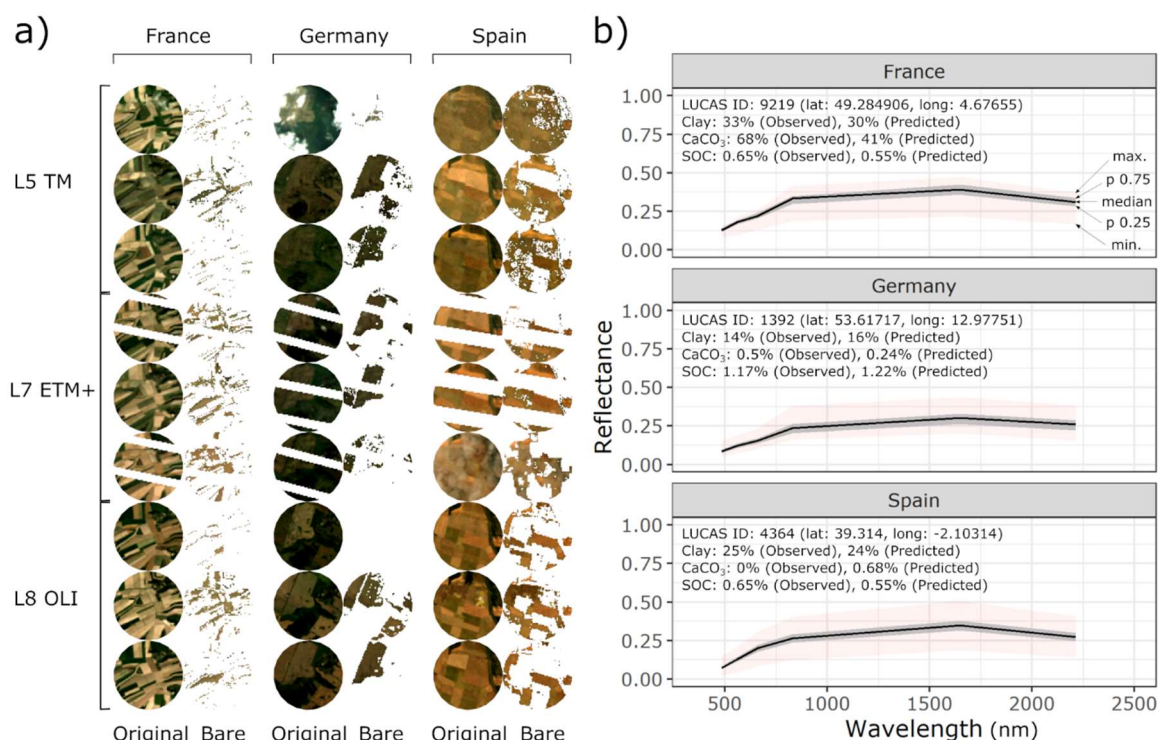 a)
France Germany Spain
L5 TM
L7 ETM+
L8 OLI
Original Bare Original Bare Original Bare
b)
France
LUCAS ID: 9219 (lat: 49.284906, long: 4.67655)
Clay: 33% (Observed), 30% (Predicted)
CaCO₃: 68% (Observed), 41% (Predicted)
SOC: 0.65% (Observed), 0.55% (Predicted)
max.
p 0.75
median
p 0.25
min.
1.00
0.75
0.50
0.25
0.00
Germany
LUCAS ID: 1392 (lat: 53.61717, long: 12.97751)
Clay: 14% (Observed), 16% (Predicted)
CaCO₃: 0.5% (Observed), 0.24% (Predicted)
SOC: 1.17% (Observed), 1.22% (Predicted)
1.00
0.75
0.50
0.25
0.00
Reflectance
Spain
LUCAS ID: 4364 (lat: 39.314, long: -2.10314)
Clay: 25% (Observed), 24% (Predicted)
CaCO₃: 0% (Observed), 0.68% (Predicted)
SOC: 0.65% (Observed), 0.55% (Predicted)
1.00
0.75
0.50
0.25
0.00
500 1000 1500 2000 2500
Wavelength (nm)